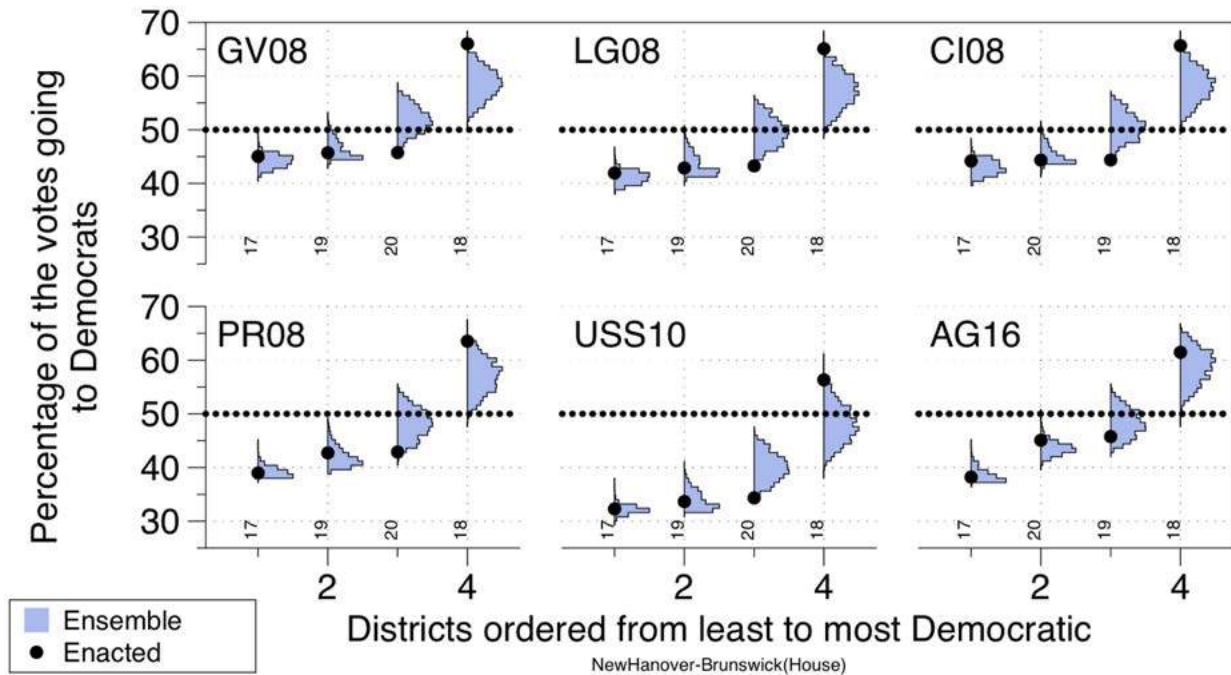 Percentage of the votes going
to Democrats
70
60
50
40
30
GV08
17
19
20
18
LG08
17
19
20
18
CI08
17
20
19
18
70
60
50
40
30
PR08
17
19
20
18
USS10
17
19
20
18
AG16
17
20
19
18
2 4 2 4 2 4
Districts ordered from least to most Democratic
NewHanover-Brunswick(House)
Ensemble
Enacted